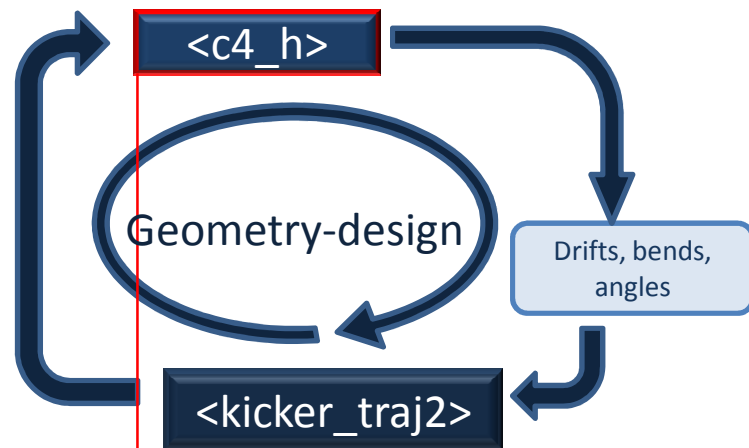 <c4_h>
Geometry-design
Drifts, bends,
angles
<kicker_traj2>